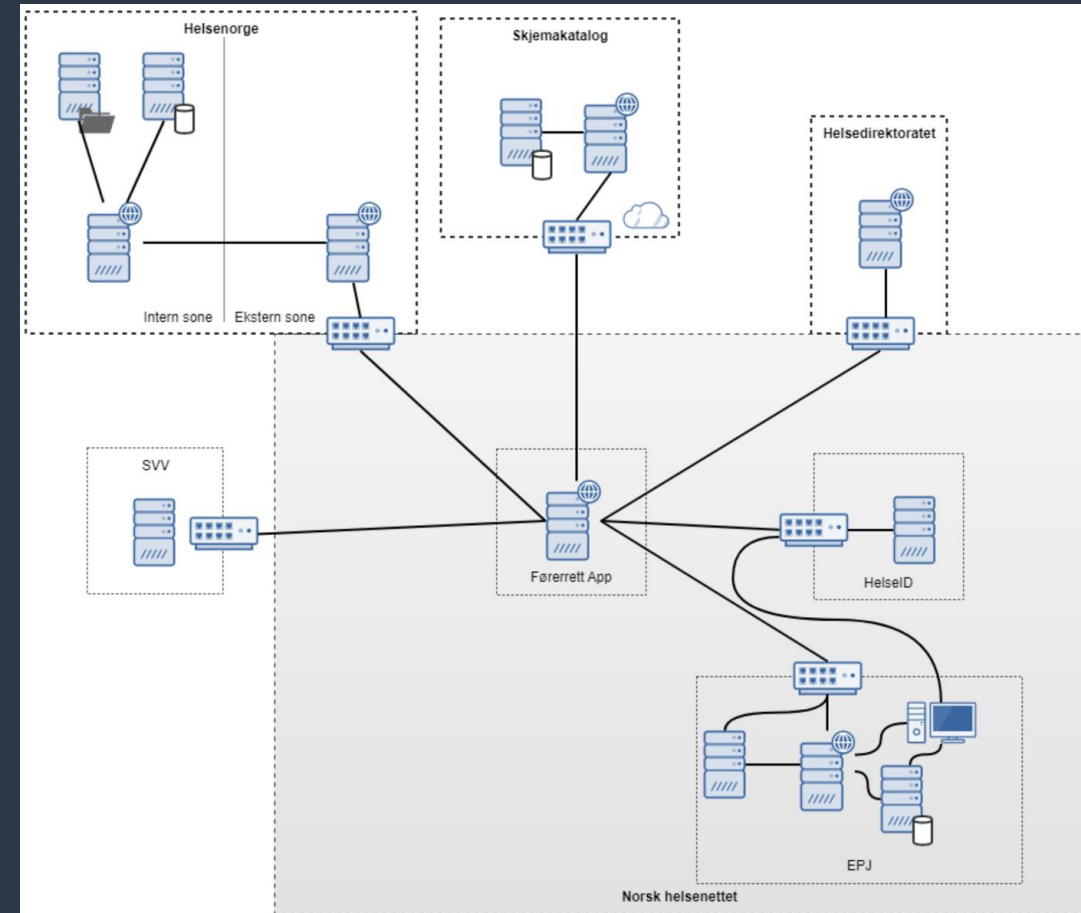 Helsenorge
Skjemakatalog
Helsedirektoratet
Intern sone
Ekstern sone
SVV
Førerrett App
HelseID
EPJ
Norsk helsenettet